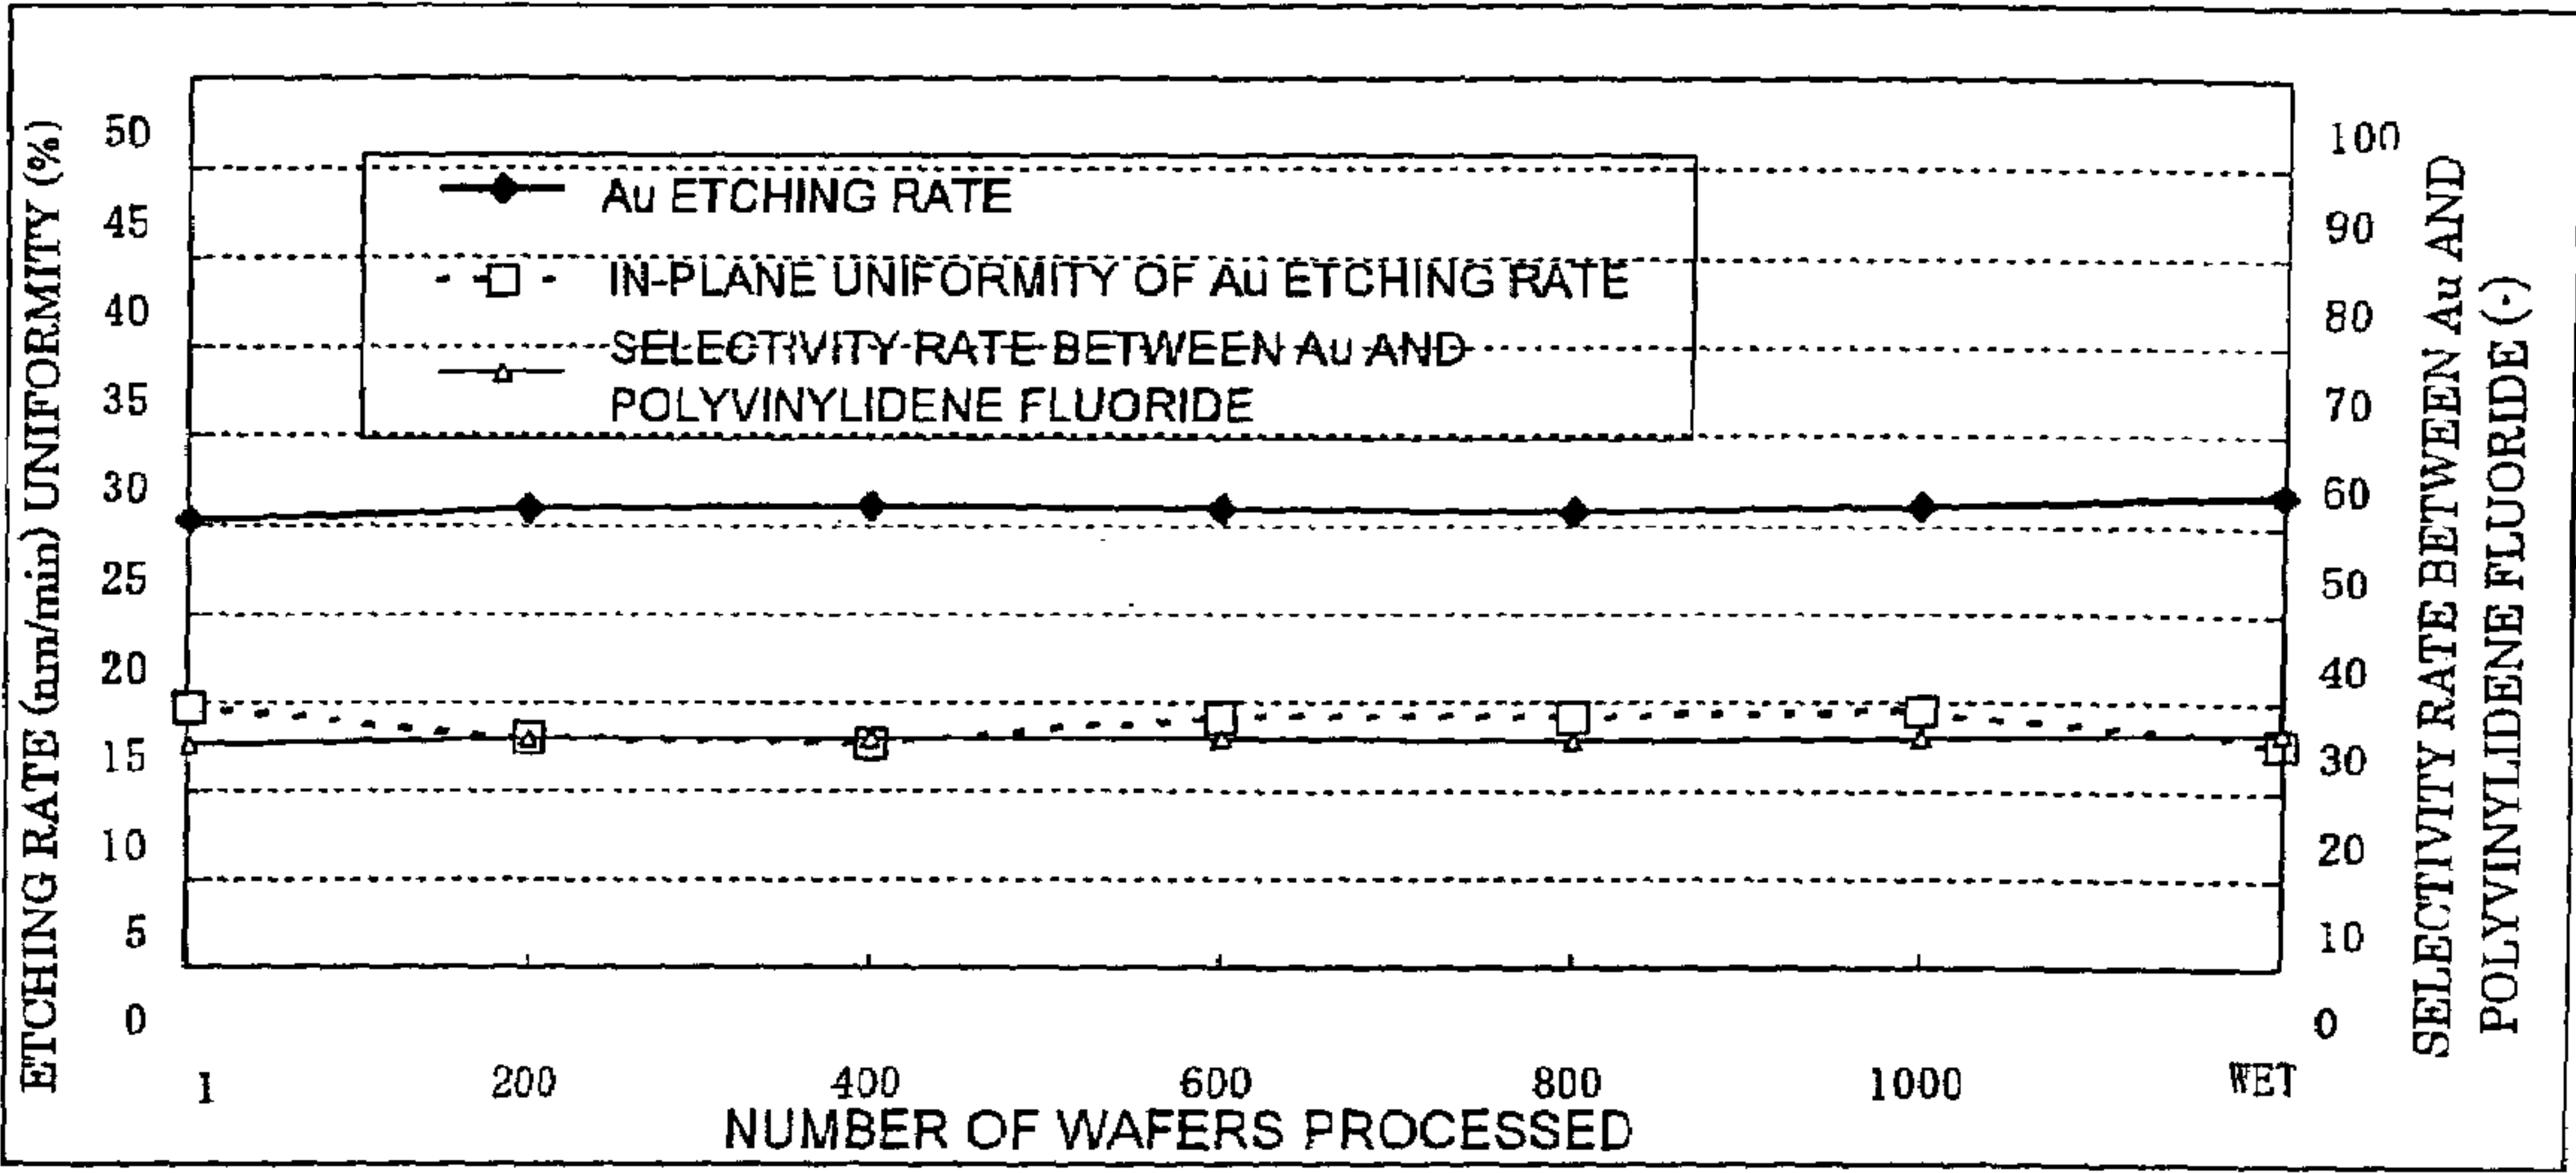 ETCHING RATE (nm/min) UNIFORMITY (%)
50
45
40
35
30
25
20
15
10
5
0
Au ETCHING RATE
IN-PLANE UNIFORMITY OF Au ETCHING RATE
SELECTIVITY RATE BETWEEN Au AND
POLYVINYLIDENE FLUORIDE
100
90
80
70
60
50
40
30
20
10
0
SELECTIVITY RATE BETWEEN Au AND
POLYVINYLIDENE FLUORIDE (-)
1 200 400 600 800 1000 WET
NUMBER OF WAFERS PROCESSED